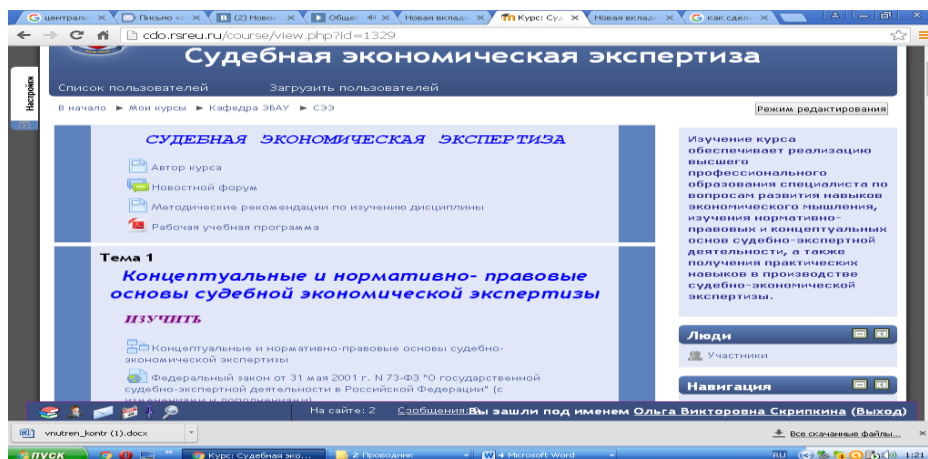 централь
Письмо
(2) Новос
Общес
Новая вклад
Курс: Суд
Новая вклад
как сдел
cdo.rsreu.ru/course/view.php?id=1329
Судебная экономическая экспертиза
Настройки
Список пользователей Загрузить пользователей
В начало ► Мои курсы ► Кафедра ЭБАУ ► СЭЭ
Режим редактирования
СУДЕБНАЯ ЭКОНОМИЧЕСКАЯ ЭКСПЕРТИЗА
Автор курса
Новостной форум
Методические рекомендации по изучению дисциплины
Рабочая учебная программа
Тема 1
Концептуальные и нормативно- правовые
основы судебной экономической экспертизы
ИЗУЧИТЬ
Концептуальные и нормативно-правовые основы судебно-
экономической экспертизы
Федеральный закон от 31 мая 2001 г. N 73-ФЗ "О государственной
судебно-экспертной деятельности в Российской Федерации" (с
изменениями и дополнениями)
Изучение курса
обеспечивает реализацию
высшего
профессионального
образования специалиста по
вопросам развития навыков
экономического мышления,
изучения нормативно-
правовых и концептуальных
основ судебно-экспертной
деятельности, а также
получения практических
навыков в производстве
судебно-экономической
экспертизы.
Люди
Участники
Навигация
На сайте: 2 Сообщения: Вы зашли под именем Ольга Викторовна Скрипкина (Выход)
vnutren_kontr (1).docx
Все скачанные файлы...
пуск
Курс: Судебная эко...
2 Проводник
4 Microsoft Word
RU
1:21